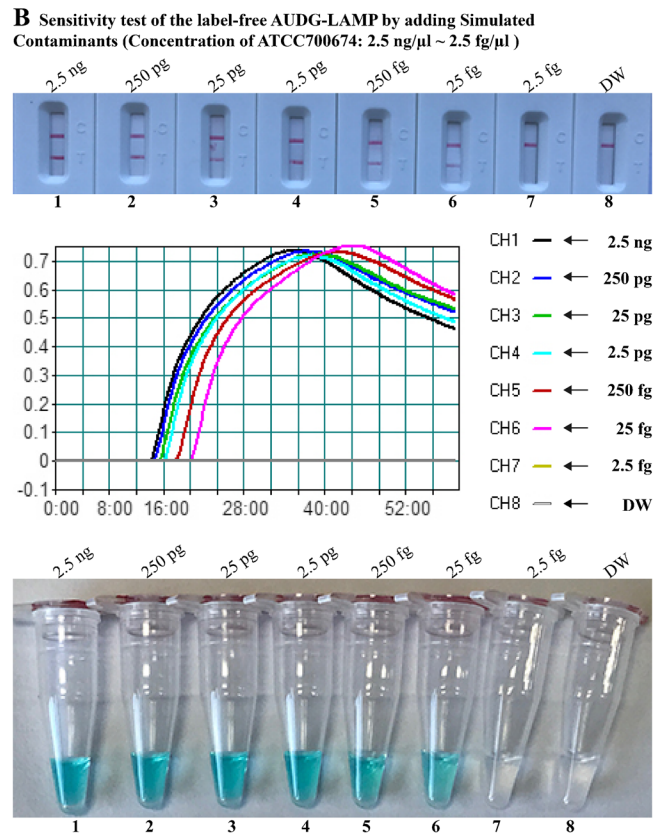 B Sensitivity test of the label-free AUDG-LAMP by adding Simulated
Contaminants (Concentration of ATCC700674: 2.5 ng/µl ~ 2.5 fg/µl )
2.5 ng 250 pg 25 pg 2.5 pg 250 fg 25 fg 2.5 fg DW
C C C C C C C C
T T T T T T T T
1 2 3 4 5 6 7 8
CH1 2.5 ng
CH2 250 pg
CH3 25 pg
CH4 2.5 pg
CH5 250 fg
CH6 25 fg
CH7 2.5 fg
CH8 DW
0.7
0.6
0.5
0.4
0.3
0.2
0.1
0
-0.1
0:00 8:00 16:00 28:00 40:00 52:00
2.5 ng 250 pg 25 pg 2.5 pg 250 fg 25 fg 2.5 fg DW
1 2 3 4 5 6 7 8